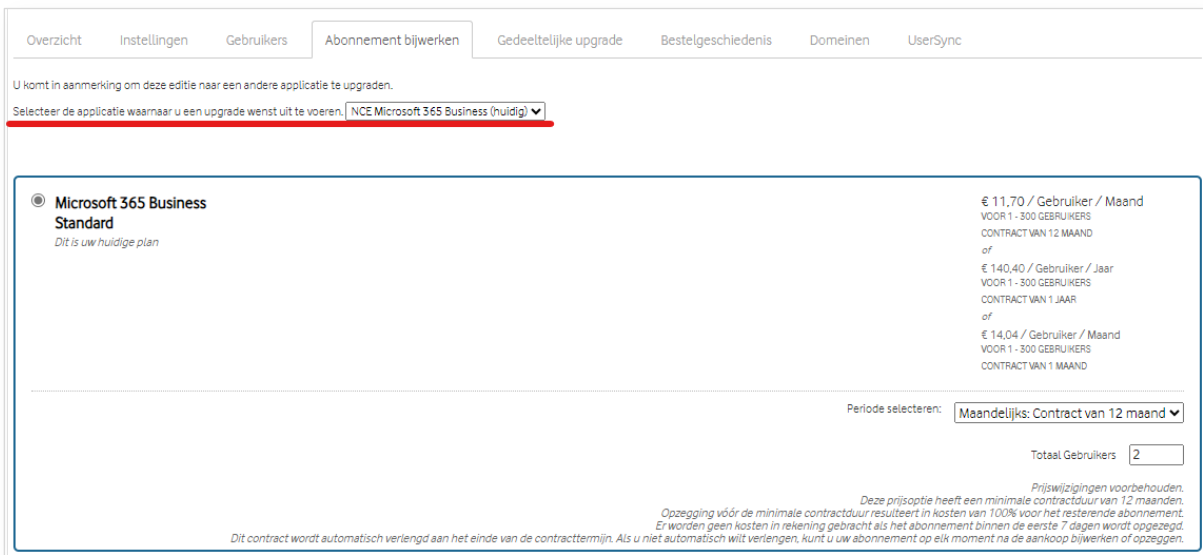 Overzicht Instellingen Gebruikers Abonnement bijwerken Gedeeltelijke upgrade Bestelgeschiedenis Domeinen UserSync
U komt in aanmerking om deze editie naar een andere applicatie te upgraden.
Selecteer de applicatie waarnaar u een upgrade wenst uit te voeren. NCE Microsoft 365 Business (huidig)
Microsoft 365 Business
Standard
Dit is uw huidige plan
€ 11,70 / Gebruiker / Maand
VOOR 1 - 300 GEBRUIKERS
CONTRACT VAN 12 MAAND
of
€ 140,40 / Gebruiker / Jaar
VOOR 1 - 300 GEBRUIKERS
CONTRACT VAN 1 JAAR
of
€ 14,04 / Gebruiker / Maand
VOOR 1 - 300 GEBRUIKERS
CONTRACT VAN 1 MAAND
Periode selecteren: Maandelijks: Contract van 12 maand
Totaal Gebruikers 2
Prijswijzigingen voorbehouden.
Deze prijsoptie heeft een minimale contractduur van 12 maanden.
Opzegging vóór de minimale contractduur resulteert in kosten van 100% voor het resterende abonnement.
Er worden geen kosten in rekening gebracht als het abonnement binnen de eerste 7 dagen wordt opgezegd.
Dit contract wordt automatisch verlengd aan het einde van de contracttermijn. Als u niet automatisch wilt verlengen, kunt u uw abonnement op elk moment na de aankoop bijwerken of opzeggen.